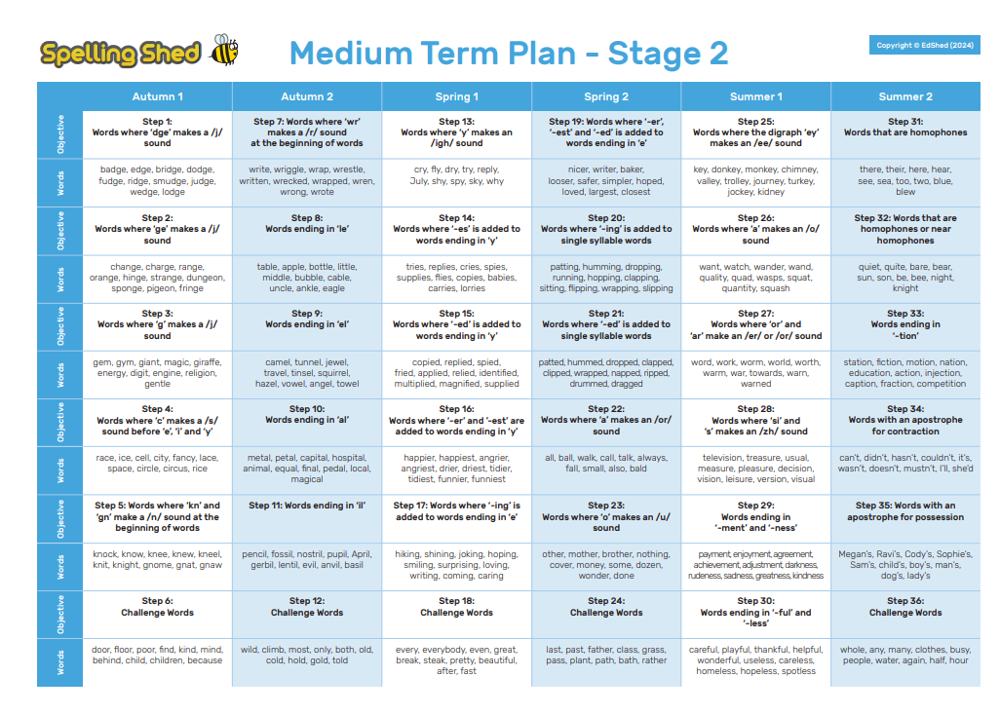 Spelling Shed
Medium Term Plan - Stage 2
Copyright © EdShed (2024)
Autumn 1
Autumn 2
Spring 1
Spring 2
Summer 1
Summer 2
Objective
Step 1:
Words where ‘dge’ makes a /j/
sound
Step 7: Words where ‘wr’
makes a /r/ sound
at the beginning of words
Step 13:
Words where ‘y’ makes an
/igh/ sound
Step 19: Words where ‘-er’,
‘-est’ and ‘-ed’ is added to
words ending in ‘e’
Step 25:
Words where the digraph ‘ey’
makes an /ee/ sound
Step 31:
Words that are homophones
Words
badge, edge, bridge, dodge,
fudge, ridge, smudge, judge,
wedge, lodge
write, wriggle, wrap, wrestle,
written, wrecked, wrapped, wren,
wrong, wrote
cry, fly, dry, try, reply,
July, shy, spy, sky, why
nicer, writer, baker,
looser, safer, simpler, hoped,
loved, largest, closest
key, donkey, monkey, chimney,
valley, trolley, journey, turkey,
jockey, kidney
there, their, here, hear,
see, sea, too, two, blue,
blew
Objective
Step 2:
Words where ‘ge’ makes a /j/
sound
Step 8:
Words ending in ‘le’
Step 14:
Words where ‘-es’ is added to
words ending in ‘y’
Step 20:
Words where ‘-ing’ is added to
single syllable words
Step 26:
Words where ‘a’ makes an /o/
sound
Step 32: Words that are
homophones or near
homophones
Words
change, charge, range,
orange, hinge, strange, dungeon,
sponge, pigeon, fringe
table, apple, bottle, little,
middle, bubble, cable,
uncle, ankle, eagle
tries, replies, cries, spies,
supplies, flies, copies, babies,
carries, lorries
patting, humming, dropping,
running, hopping, clapping,
sitting, flipping, wrapping, slipping
want, watch, wander, wand,
quality, quad, wasps, squat,
quantity, squash
quiet, quite, bare, bear,
sun, son, be, bee, night,
knight
Objective
Step 3:
Words where ‘g’ makes a /j/
sound
Step 9:
Words ending in ‘el’
Step 15:
Words where ‘-ed’ is added to
words ending in ‘y’
Step 21:
Words where ‘-ed’ is added to
single syllable words
Step 27:
Words where ‘or’ and
‘ar’ make an /er/ or /or/ sound
Step 33:
Words ending in
‘-tion’
Words
gem, gym, giant, magic, giraffe,
energy, digit, engine, religion,
gentle
camel, tunnel, jewel,
travel, tinsel, squirrel,
hazel, vowel, angel, towel
copied, replied, spied,
fried, applied, relied, identified,
multiplied, magnified, supplied
patted, hummed, dropped, clapped,
clipped, wrapped, napped, ripped,
drummed, dragged
word, work, worm, world, worth,
warm, war, towards, warn,
warned
station, fiction, motion, nation,
education, action, injection,
caption, fraction, competition
Objective
Step 4:
Words where ‘c’ makes a /s/
sound before ‘e’, ‘i’ and ‘y’
Step 10:
Words ending in ‘al’
Step 16:
Words where ‘-er’ and ‘-est’ are
added to words ending in ‘y’
Step 22:
Words where ‘a’ makes an /or/
sound
Step 28:
Words where ‘si’ and
‘s’ makes an /zh/ sound
Step 34:
Words with an apostrophe
for contraction
Words
race, ice, cell, city, fancy, lace,
space, circle, circus, rice
metal, petal, capital, hospital,
animal, equal, final, pedal, local,
magical
happier, happiest, angrier,
angriest, drier, driest, tidier,
tidiest, funnier, funniest
all, ball, walk, call, talk, always,
fall, small, also, bald
television, treasure, usual,
measure, pleasure, decision,
vision, leisure, version, visual
can’t, didn’t, hasn’t, couldn’t, it’s,
wasn’t, doesn’t, mustn’t, I’ll, she’d
Objective
Step 5: Words where ‘kn’ and
‘gn’ make a /n/ sound at the
beginning of words
Step 11: Words ending in ‘il’
Step 17: Words where ‘-ing’ is
added to words ending in ‘e’
Step 23:
Words where ‘o’ makes an /u/
sound
Step 29:
Words ending in
‘-ment’ and ‘-ness’
Step 35: Words with an
apostrophe for possession
Words
knock, know, knee, knew, kneel,
knit, knight, gnome, gnat, gnaw
pencil, fossil, nostril, pupil, April,
gerbil, lentil, evil, anvil, basil
hiking, shining, joking, hoping,
smiling, surprising, loving,
writing, coming, caring
other, mother, brother, nothing,
cover, money, some, dozen,
wonder, done
payment, enjoyment, agreement,
achievement, adjustment, darkness,
rudeness, sadness, greatness, kindness
Megan’s, Ravi’s, Cody’s, Sophie’s,
Sam’s, child’s, boy’s, man’s,
dog’s, lady’s
Objective
Step 6:
Challenge Words
Step 12:
Challenge Words
Step 18:
Challenge Words
Step 24:
Challenge Words
Step 30:
Words ending in ‘-ful’ and
‘-less’
Step 36:
Challenge Words
Words
door, floor, poor, find, kind, mind,
behind, child, children, because
wild, climb, most, only, both, old,
cold, hold, gold, told
every, everybody, even, great,
break, steak, pretty, beautiful,
after, fast
last, past, father, class, grass,
pass, plant, path, bath, rather
careful, playful, thankful, helpful,
wonderful, useless, careless,
homeless, hopeless, spotless
whole, any, many, clothes, busy,
people, water, again, half, hour